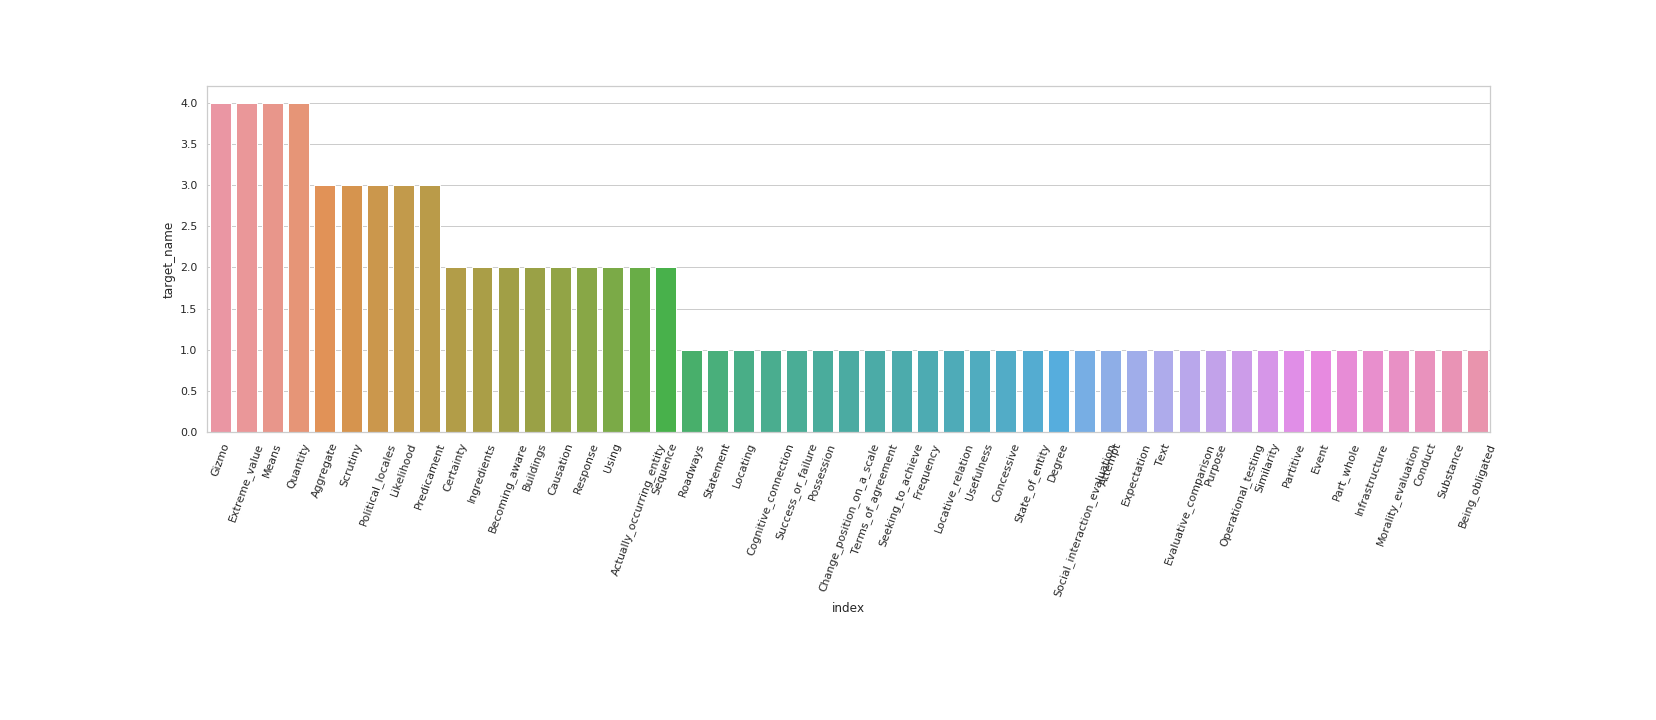 4.0
3.5
3.0
2.5
2.0
1.5
1.0
0.5
0.0
target_name
Gizmo
Extreme_value
Means
Quantity
Aggregate
Scrutiny
Political_locales
Likelihood
Predicament
Certainty
Ingredients
Becoming_aware
Buildings
Causation
Response
Using
Actually_occurring_entity
Sequence
Roadways
Statement
Locating
Cognitive_connection
Success_or_failure
Possession
Change_position_on_a_scale
Terms_of_agreement
Seeking_to_achieve
Frequency
Locative_relation
Usefulness
Concessive
State_of_entity
Degree
Social_interaction_evaluation
Attempt
Expectation
Text
Evaluative_comparison
Purpose
Operational_testing
Similarity
Partitive
Event
Part_whole
Infrastructure
Morality_evaluation
Conduct
Substance
Being_obligated
index